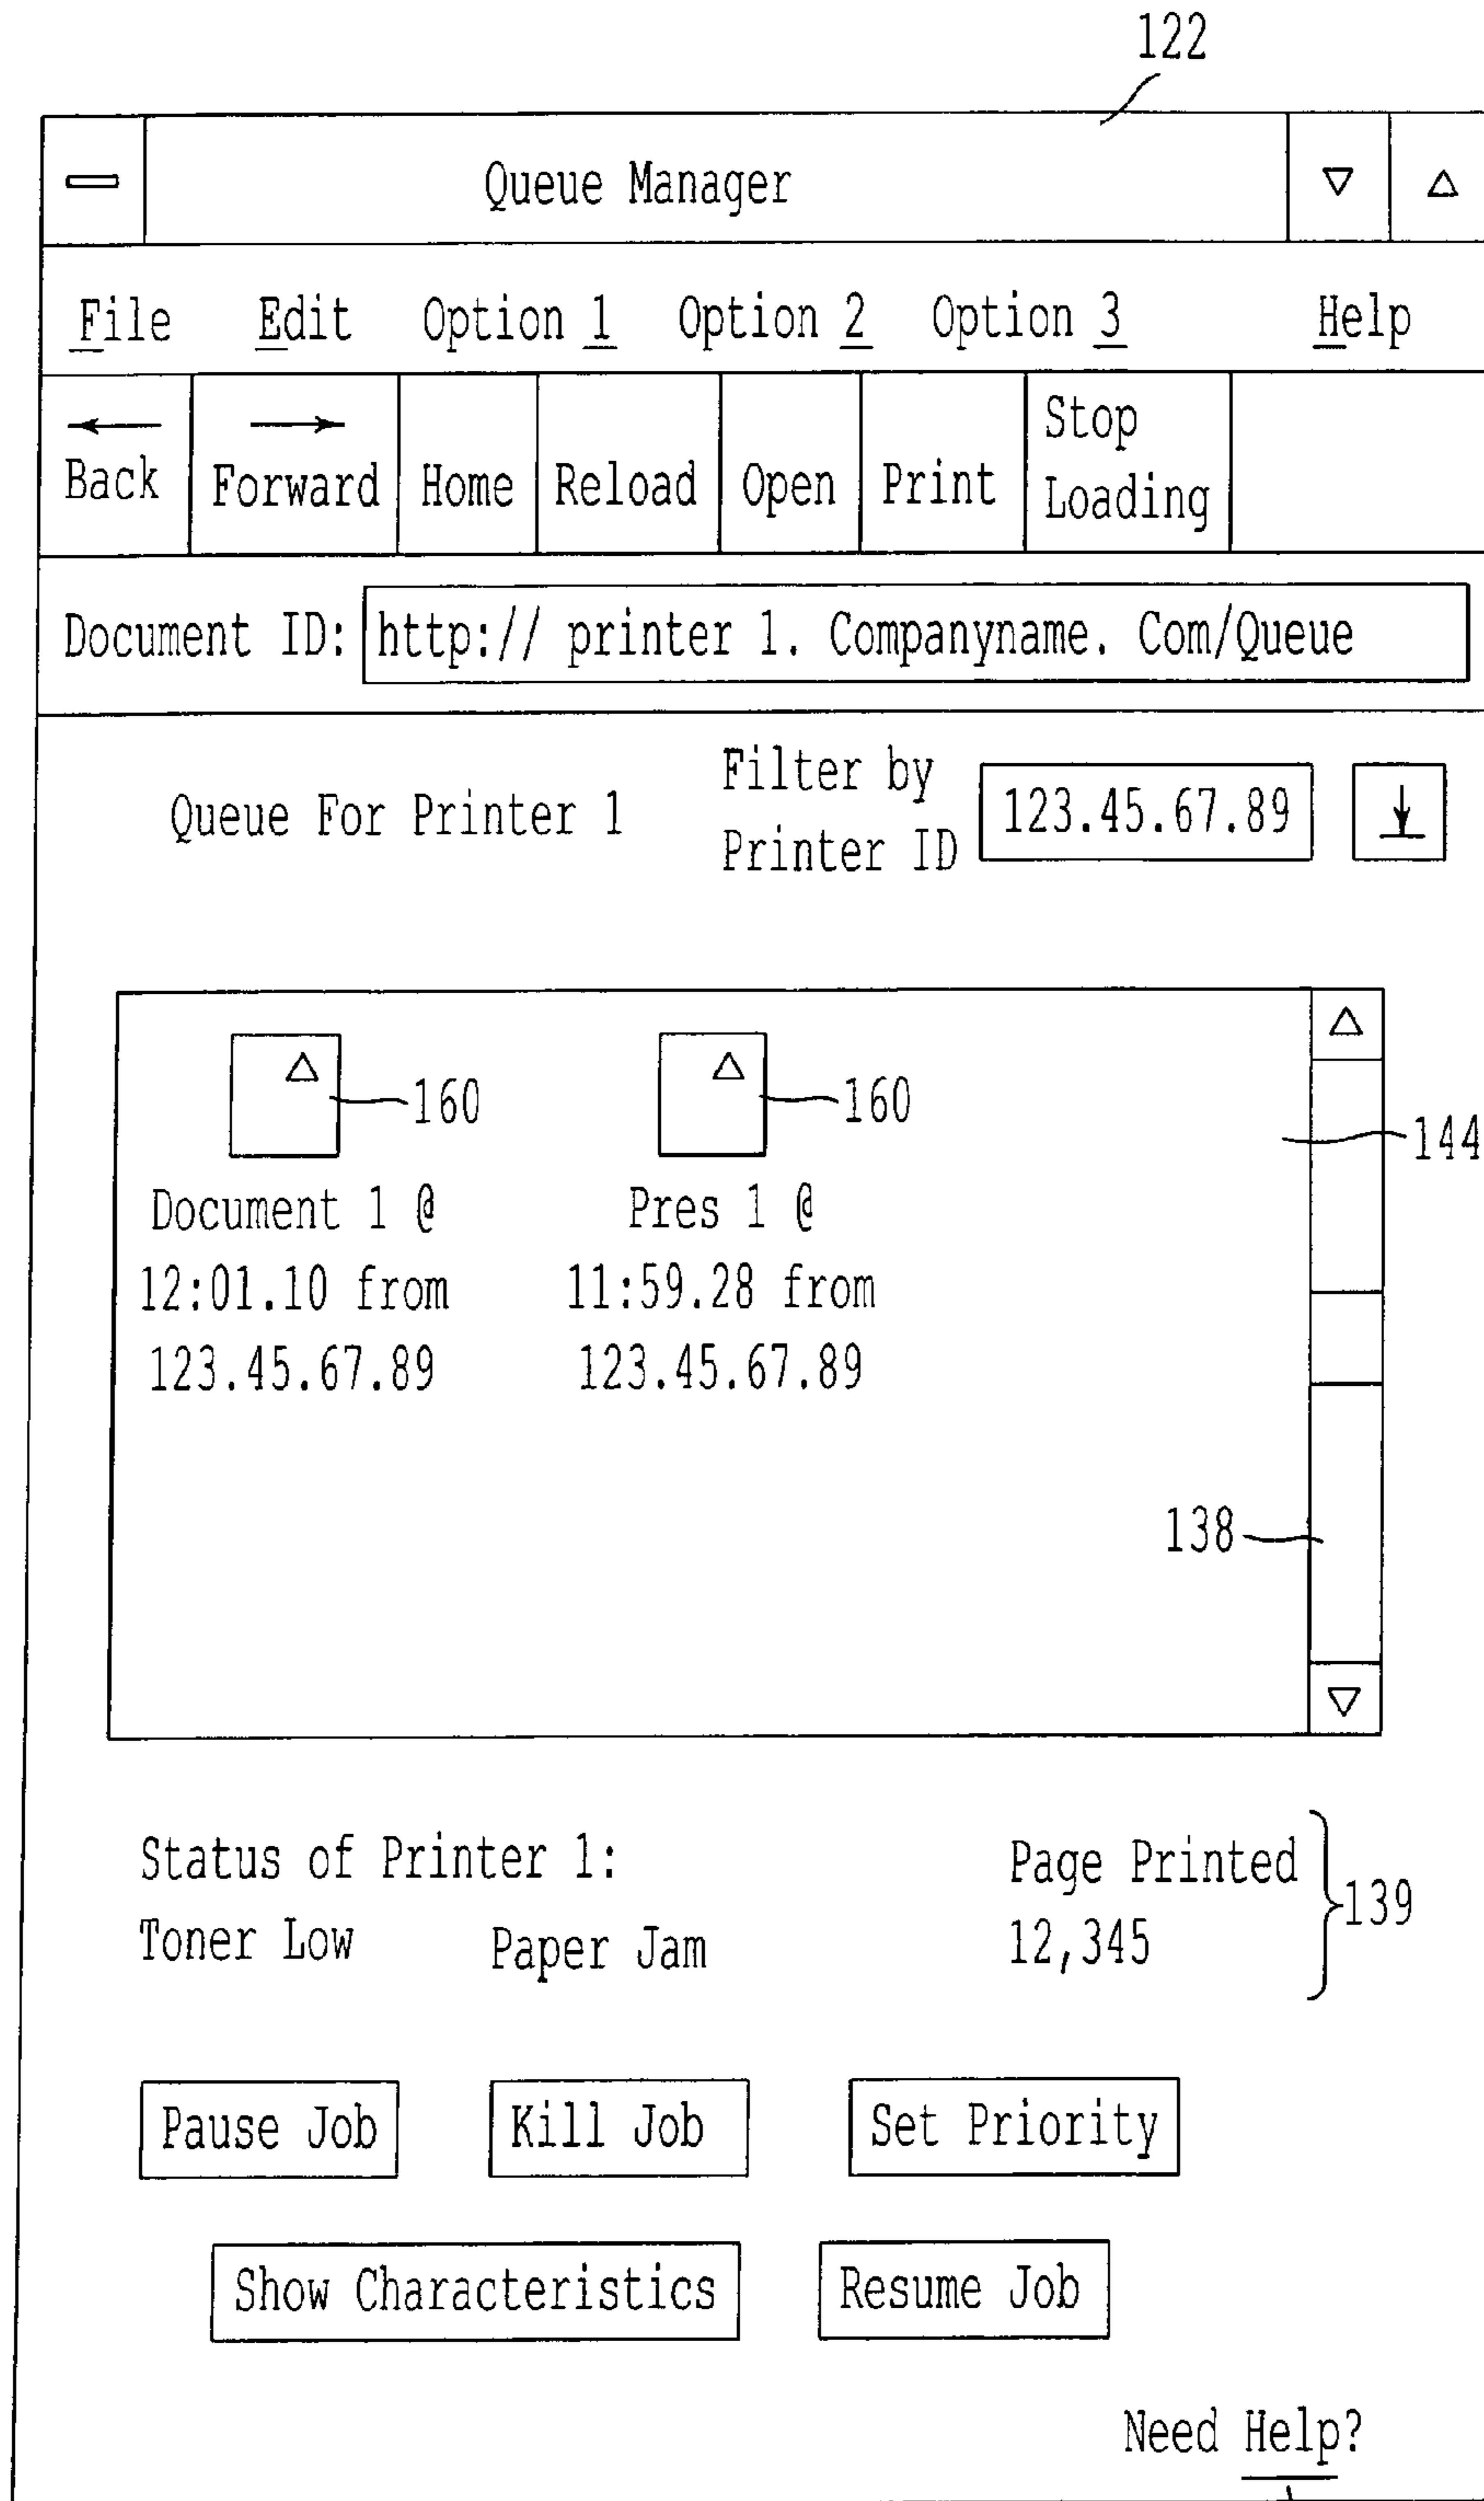 122
Queue Manager
File Edit Option 1 Option 2 Option 3 Help
Back Forward Home Reload Open Print Stop Loading
Document ID: http:// printer 1. Companyname. Com/Queue
Queue For Printer 1
Filter by
Printer ID
123.45.67.89
160
160
144
Document 1 @
12:01.10 from
123.45.67.89
Pres 1 @
11:59.28 from
123.45.67.89
138
Status of Printer 1:
Toner Low Paper Jam
Page Printed
12,345
139
Pause Job Kill Job Set Priority
Show Characteristics Resume Job
Need Help?